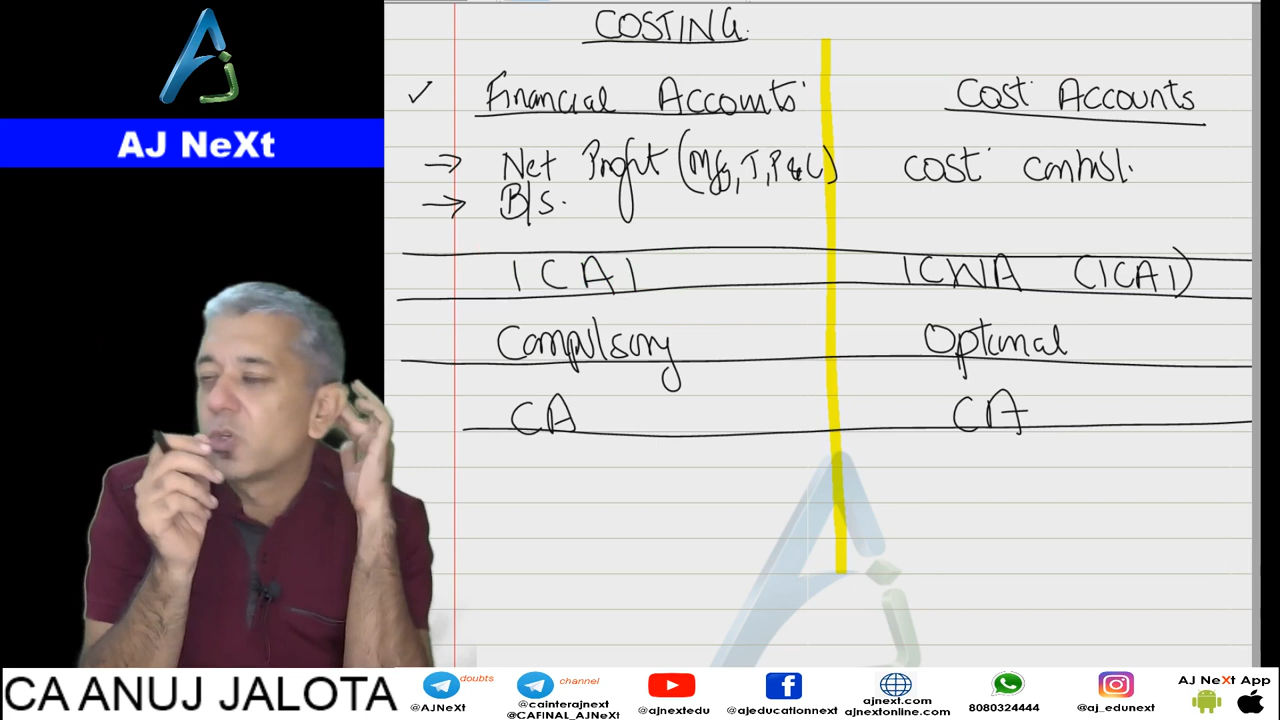 COSTING
AJ NeXt
✓ Financial Accounts Cost Accounts
→ Net Profit (Mfg, T, P&L) Cost Control.
→ B/s.
ICAI ICWA (ICAI)
Compulsory Optional
CA CA
CA ANUJ JALOTA
doubts
@AJNeXt
channel
@cainterajnext
@CAFINAL_AJNeXt
@ajnextedu
@ajeducationnext
ajnext.com
ajnextonline.com
8080324444
@aj_edunext
AJ NeXt App